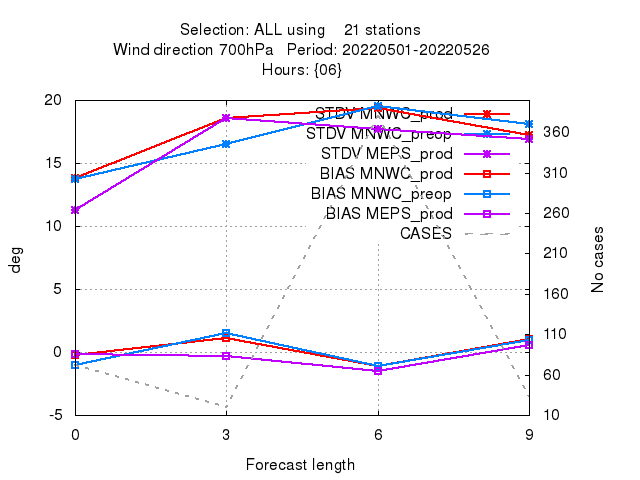 Selection: ALL using 21 stations
Wind direction 700hPa Period: 20220501-20220526
Hours: {06}
20
15
10
5
0
-5
deg
STDV MNWC_prod
STDV MNWC_preop
STDV MEPS_prod
BIAS MNWC_prod
BIAS MNWC_preop
BIAS MEPS_prod
CASES
360
310
260
210
160
110
60
10
No cases
0 3 6 9
Forecast length